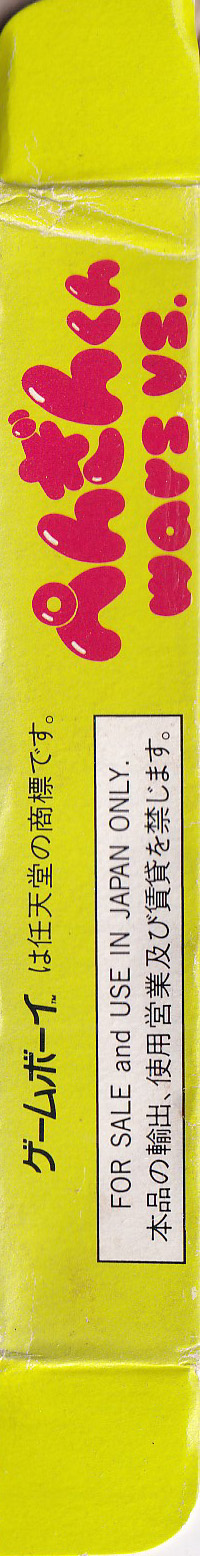 ゲームボーイ™は任天堂の商標です。
FOR SALE and USE IN JAPAN ONLY.
本品の輸出、使用営業及び賃貸を禁じます。
ぺんぎんくん
wars vs.